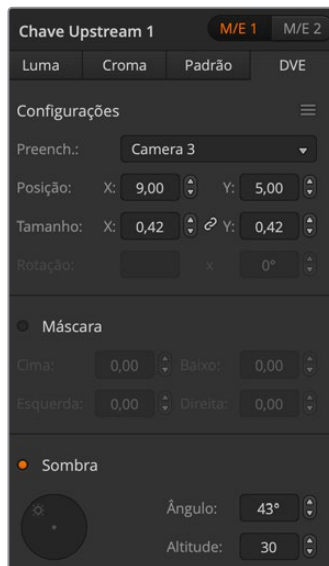 Chave Upstream 1 M/E 1 M/E 2
Luma Croma Padrão DVE
Configurações
Preench.: Camera 3
Posição: X: 9,00 Y: 5,00
Tamanho: X: 0,42 Y: 0,42
Rotação: x 0°
Máscara
Cima: 0,00 Baixo: 0,00
Esquerda: 0,00 Direita: 0,00
Sombra
Ângulo: 43°
Altitude: 30